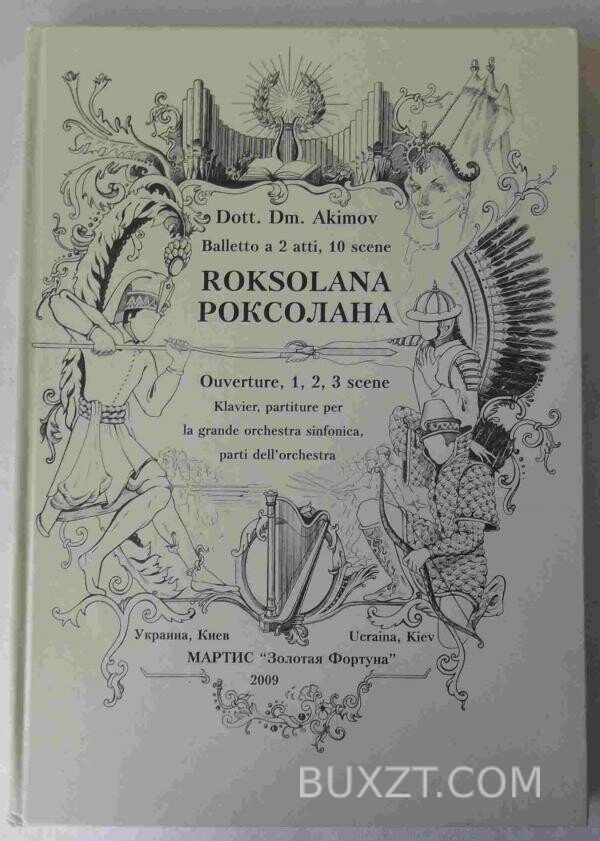 Dott. Dm. Akimov
Balletto a 2 atti, 10 scene
ROKSOLANA
РОКСОЛАНА
Ouverture, 1, 2, 3 scene
Klavier, partiture per
la grande orchestra sinfonica,
parti dell'orchestra
Украина, Киев
Ucraina, Kiev
МАРТИС "Золотая Фортуна"
2009
BUXZT.COM